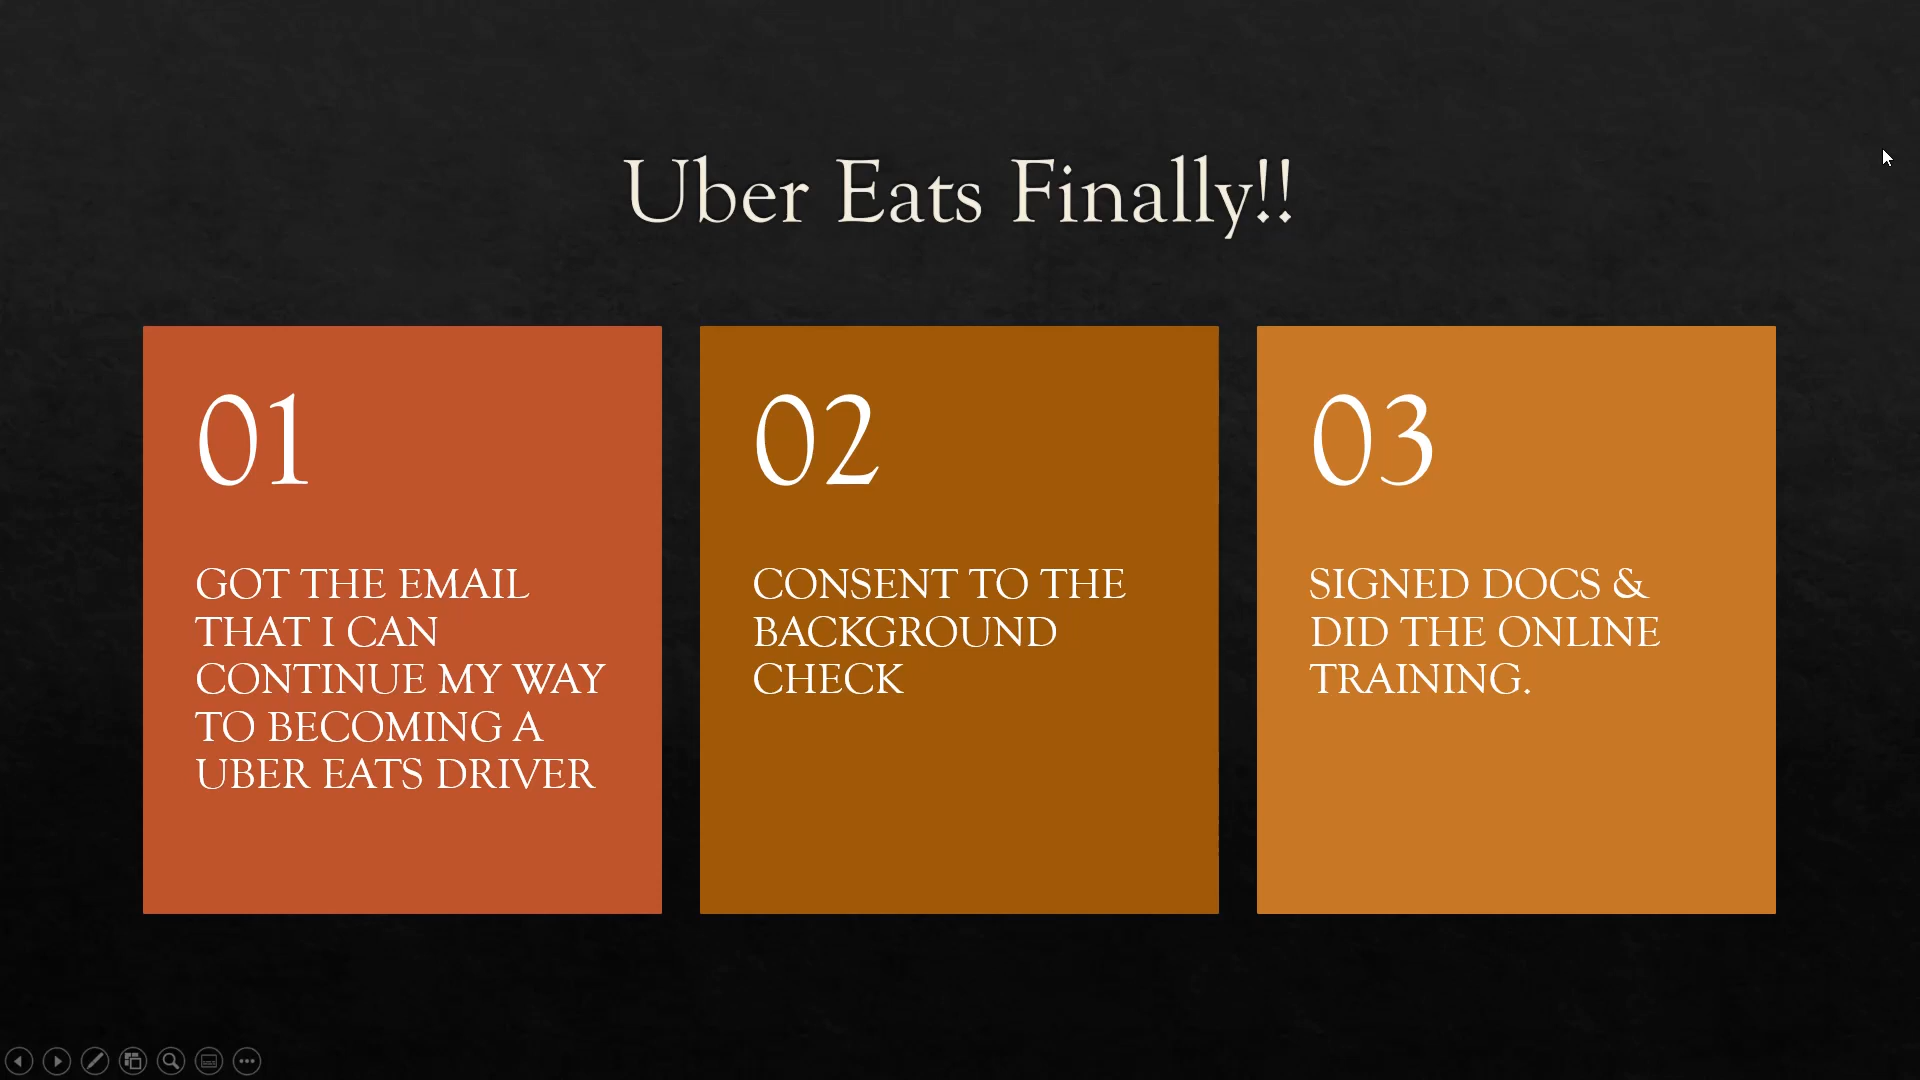 Uber Eats Finally!!
01
GOT THE EMAIL
THAT I CAN
CONTINUE MY WAY
TO BECOMING A
UBER EATS DRIVER
02
CONSENT TO THE
BACKGROUND
CHECK
03
SIGNED DOCS &
DID THE ONLINE
TRAINING.